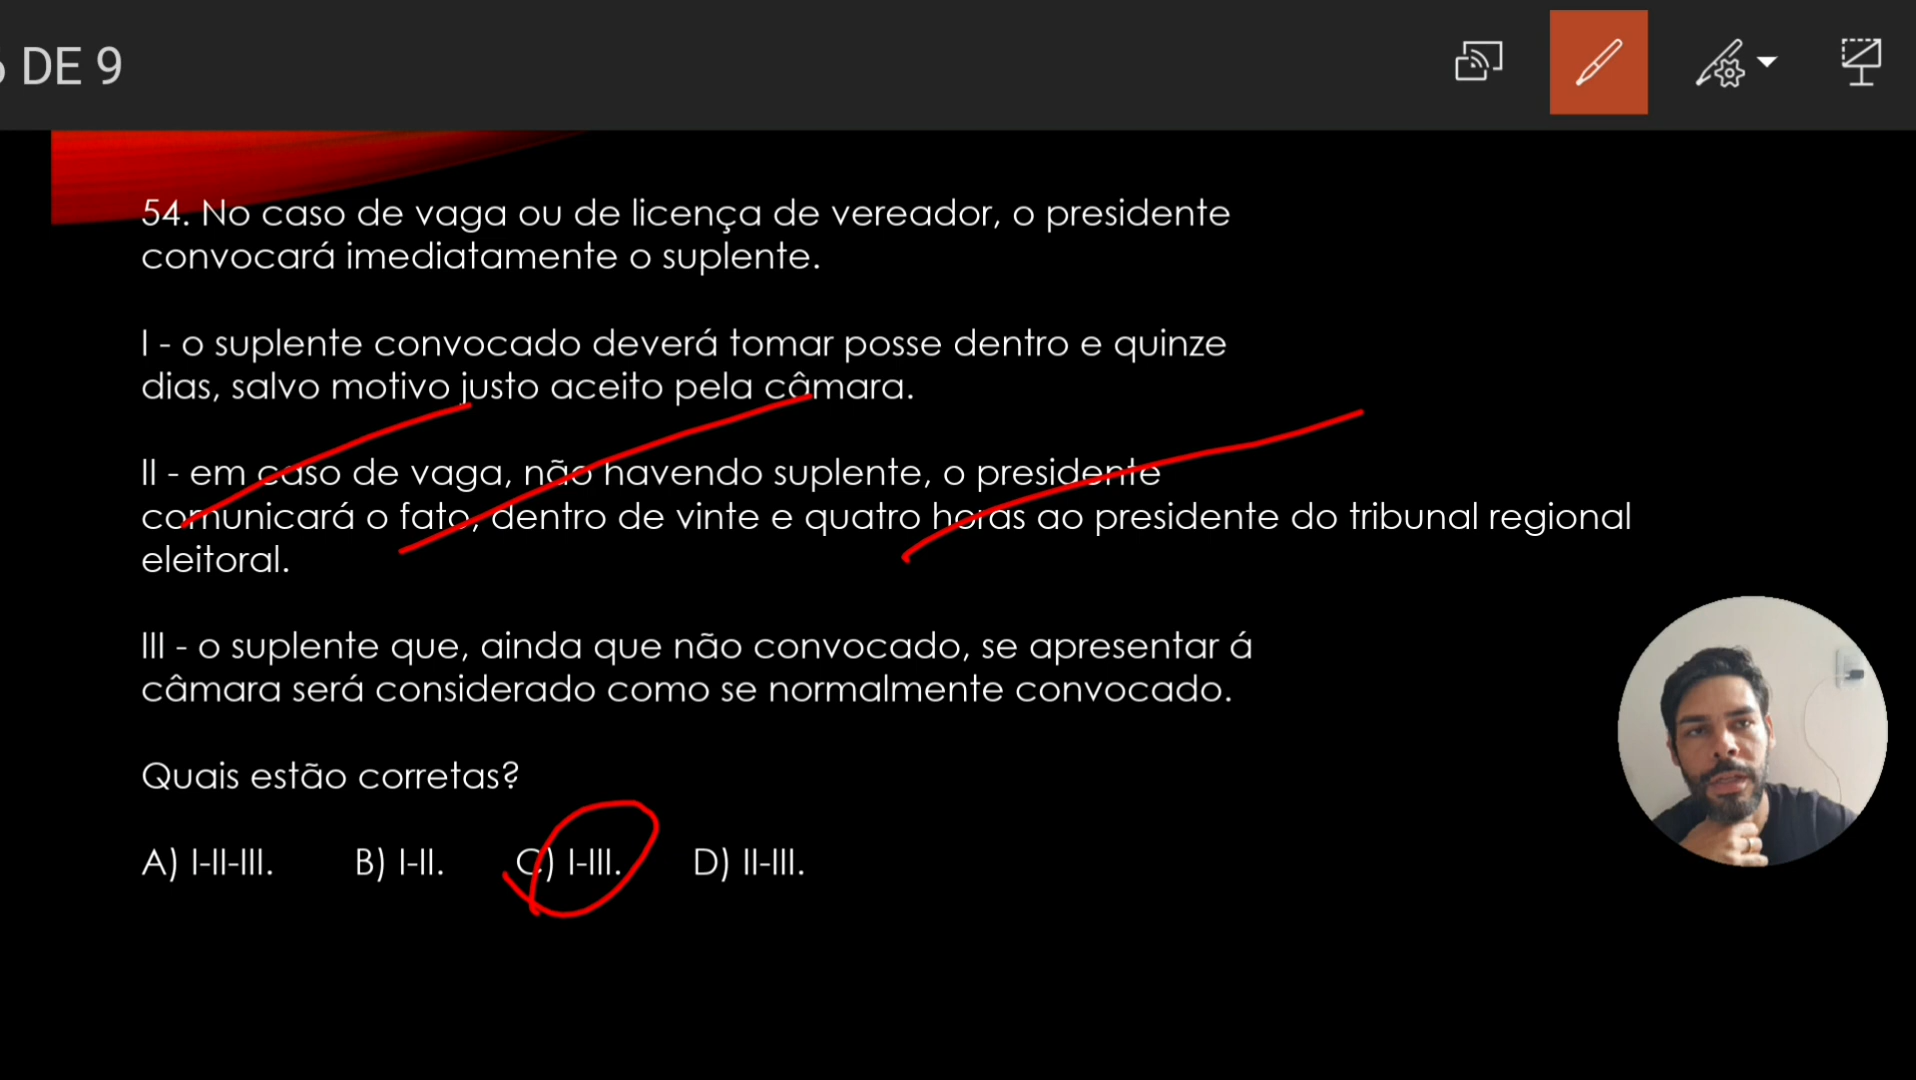 DE 9
54. No caso de vaga ou de licença de vereador, o presidente
convocará imediatamente o suplente.
I - o suplente convocado deverá tomar posse dentro e quinze
dias, salvo motivo justo aceito pela câmara.
II - em caso de vaga, não havendo suplente, o presidente
comunicará o fato, dentro de vinte e quatro horas ao presidente do tribunal regional
eleitoral.
III - o suplente que, ainda que não convocado, se apresentar á
câmara será considerado como se normalmente convocado.
Quais estão corretas?
A) I-II-III. B) I-II. C) I-III. D) II-III.